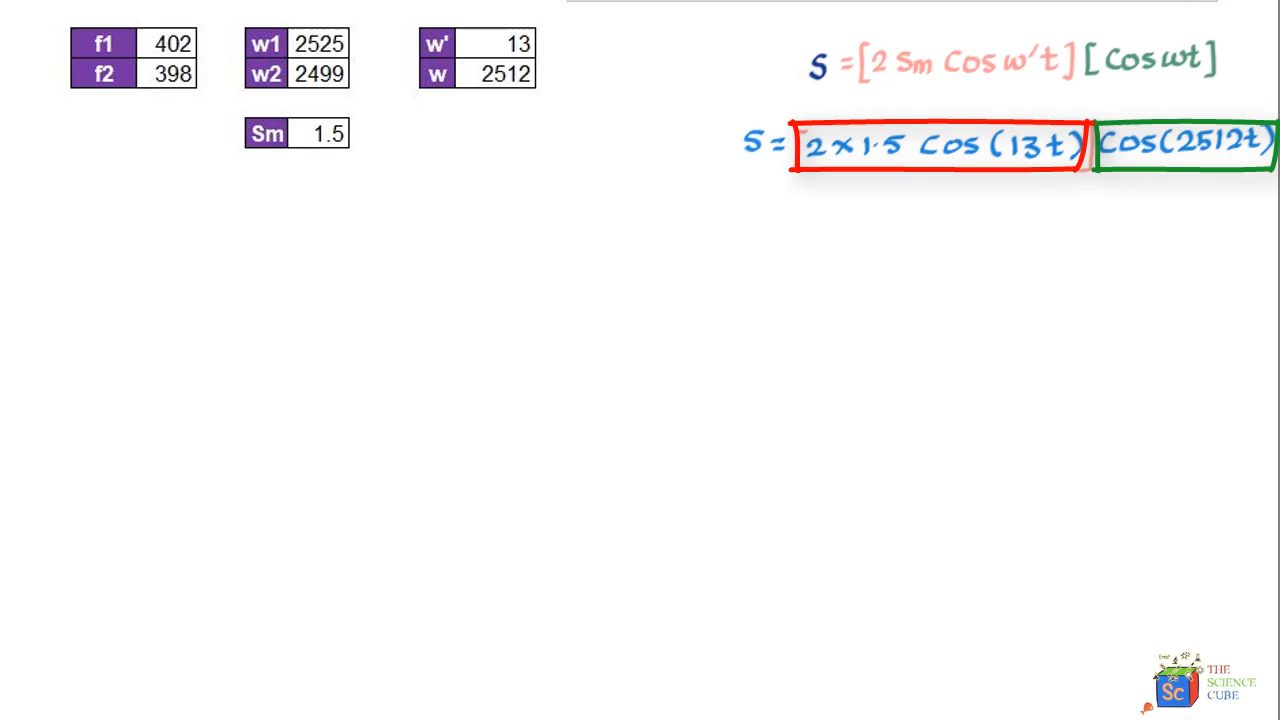 f1 402
f2 398
w1 2525
w2 2499
w' 13
w 2512
Sm 1.5
S = [2 Sm Cos w't] [Cos wt]
S = 2 × 1.5 Cos (13t) Cos(2512t)
Sc
THE
SCIENCE
CUBE